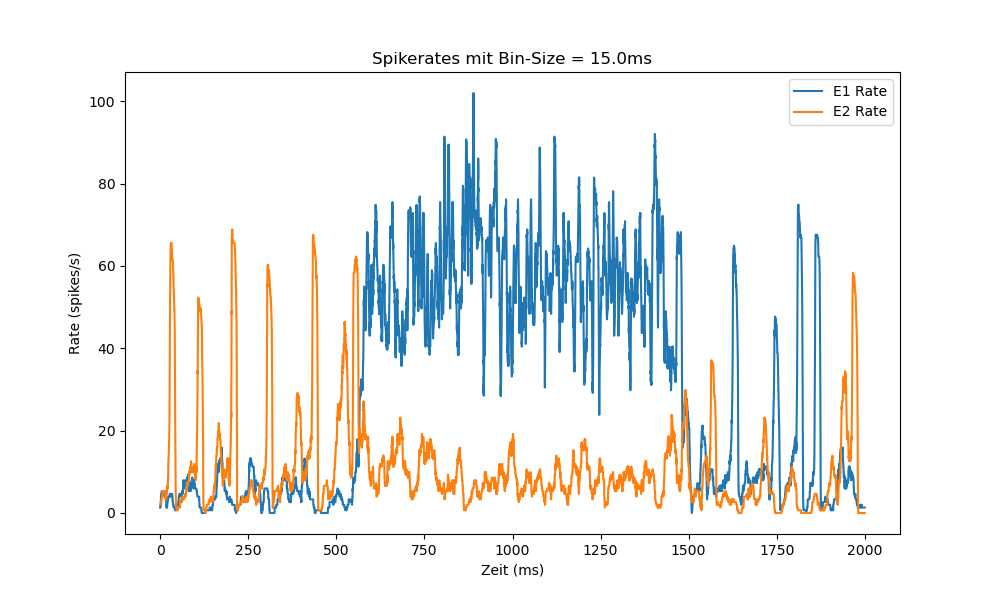 Spikerates mit Bin-Size = 15.0ms
E1 Rate
E2 Rate
Rate (spikes/s)
100
80
60
40
20
0
0 250 500 750 1000 1250 1500 1750 2000
Zeit (ms)